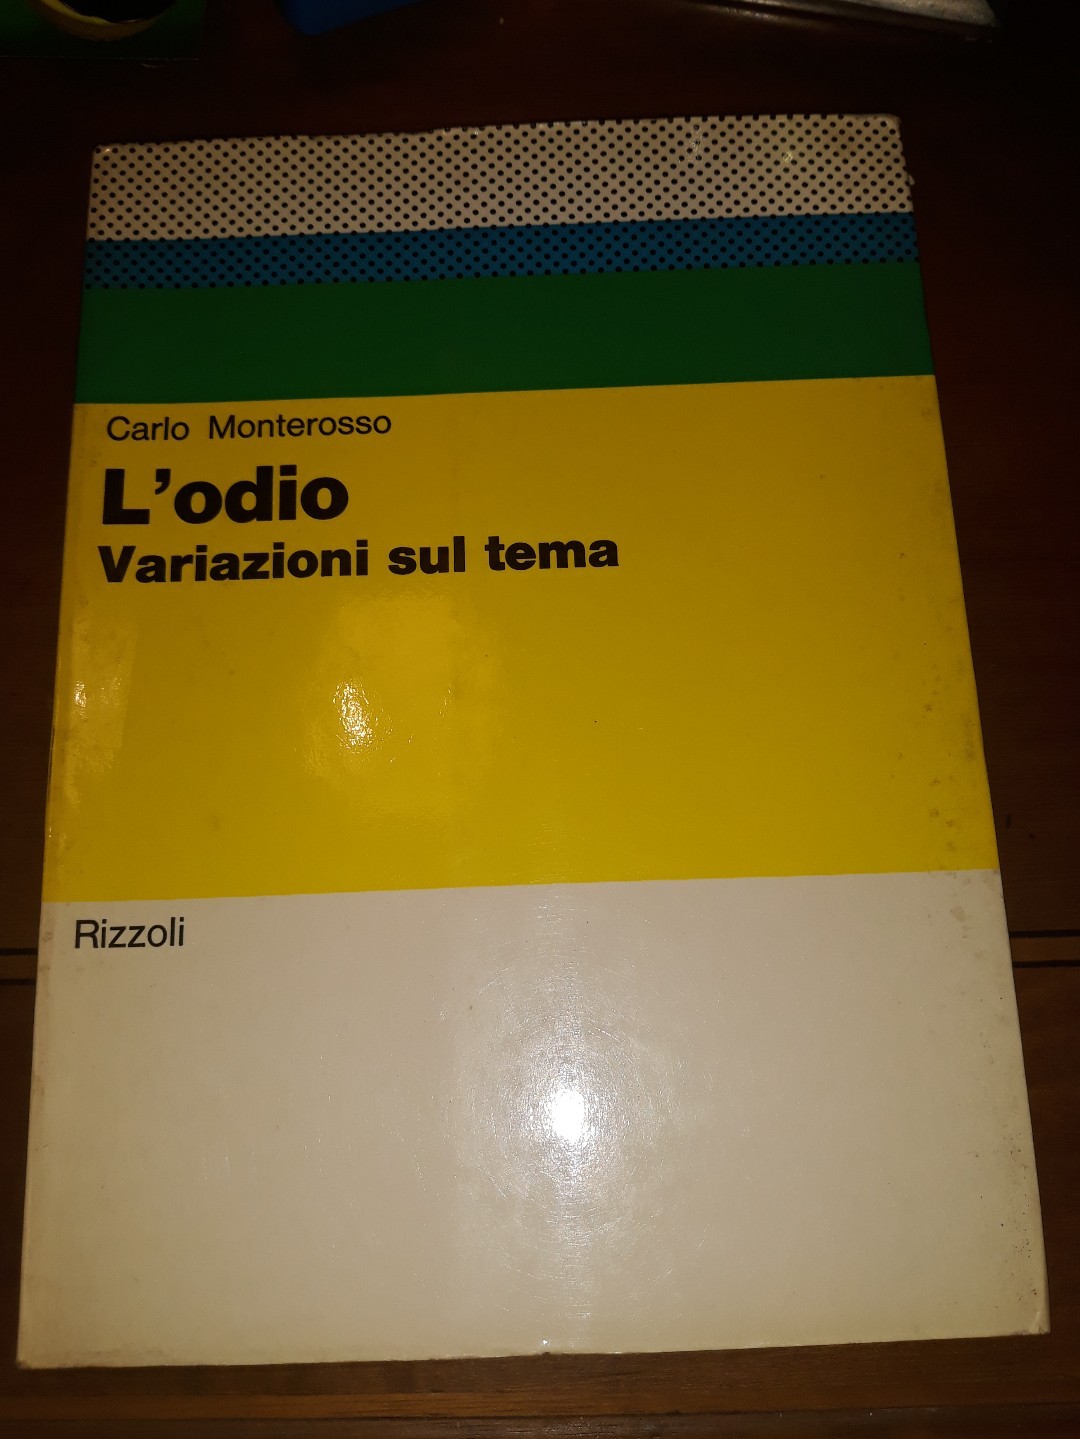 Carlo Monterosso
L'odio
Variazioni sul tema
Rizzoli